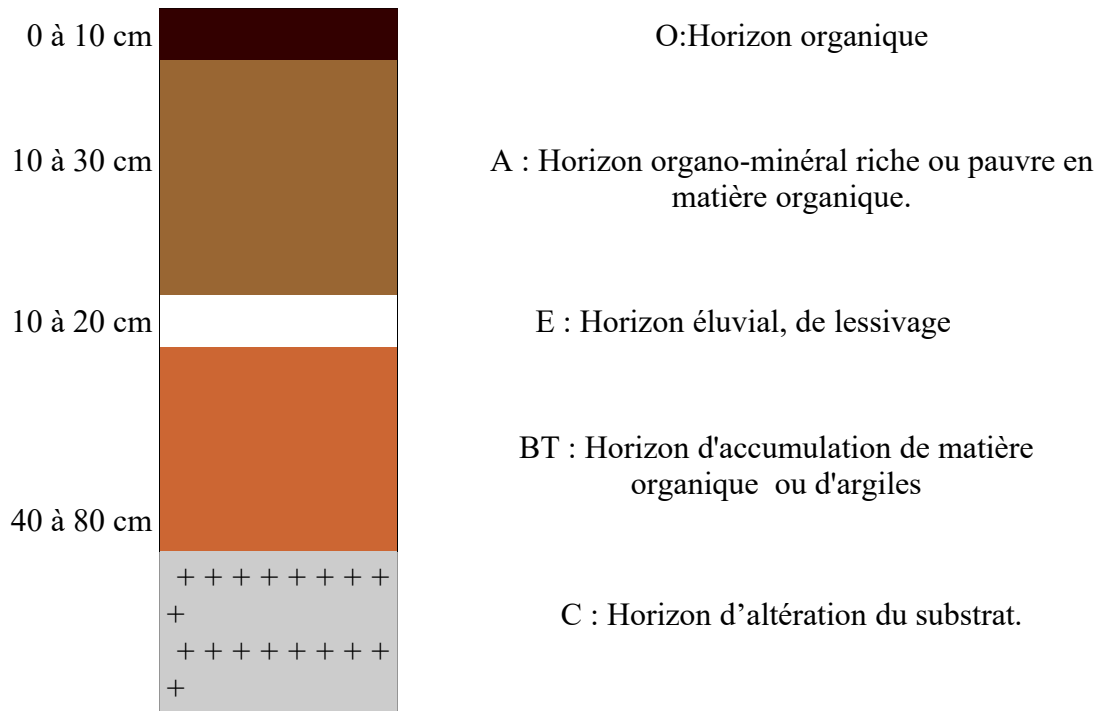 0 à 10 cm
O:Horizon organique
10 à 30 cm
A : Horizon organo-minéral riche ou pauvre en
matière organique.
10 à 20 cm
E : Horizon éluvial, de lessivage
BT : Horizon d'accumulation de matière
organique  ou d'argiles
40 à 80 cm
+ + + + + + + +
+
C : Horizon d’altération du substrat.
+ + + + + + + +
+